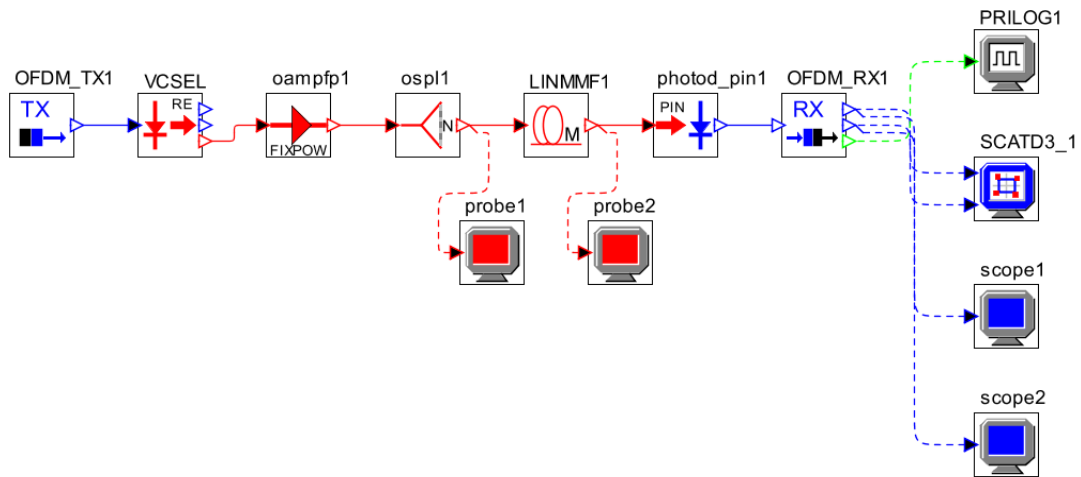 PRILOG1
OFDM_TX1
VCSEL
oampfp1
ospl1
LINMMF1
photod_pin1
OFDM_RX1
TX
RE
FIXPOW
N
M
PIN
RX
SCATD3_1
probe1
probe2
scope1
scope2